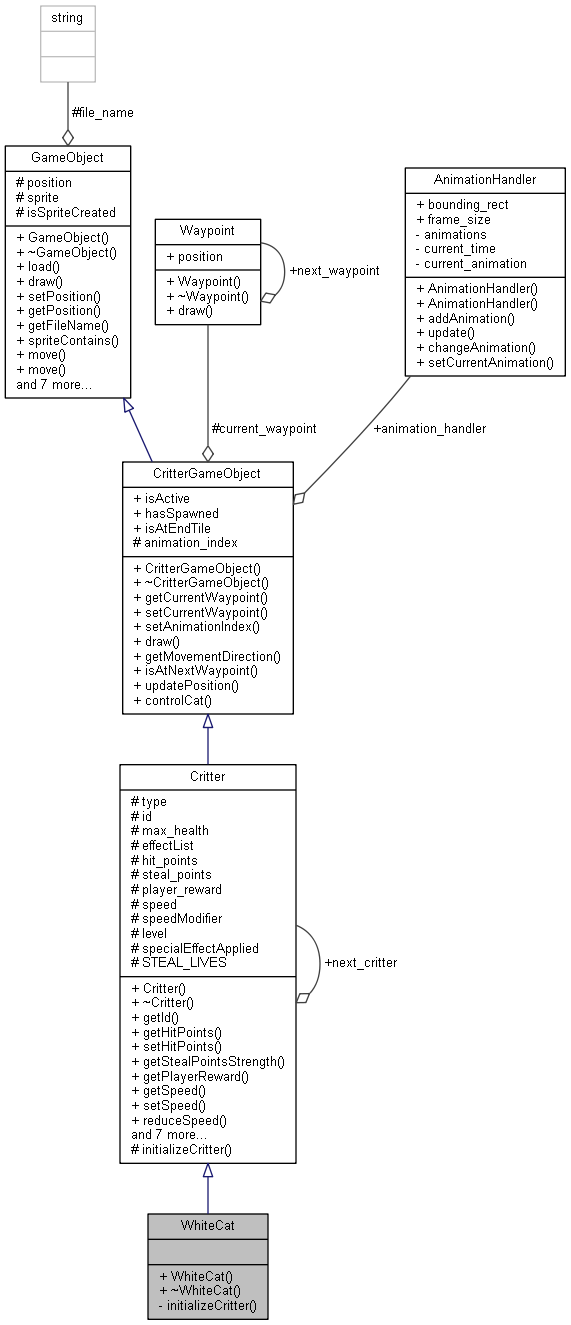 string
#file_name
GameObject
# position
# sprite
# isSpriteCreated
+ GameObject()
+ ~GameObject()
+ load()
+ draw()
+ setPosition()
+ getPosition()
+ getFileName()
+ spriteContains()
+ move()
+ move()
and 7 more...
Waypoint
+ position
+ Waypoint()
+ ~Waypoint()
+ draw()
+next_waypoint
AnimationHandler
+ bounding_rect
+ frame_size
- animations
- current_time
- current_animation
+ AnimationHandler()
+ AnimationHandler()
+ addAnimation()
+ update()
+ changeAnimation()
+ setCurrentAnimation()
#current_waypoint
+animation_handler
CritterGameObject
+ isActive
+ hasSpawned
+ isAtEndTile
# animation_index
+ CritterGameObject()
+ ~CritterGameObject()
+ getCurrentWaypoint()
+ setCurrentWaypoint()
+ setAnimationIndex()
+ draw()
+ getMovementDirection()
+ isAtNextWaypoint()
+ updatePosition()
+ controlCat()
Critter
# type
# id
# max_health
# effectList
# hit_points
# steal_points
# player_reward
# speed
# speedModifier
# level
# specialEffectApplied
# STEAL_LIVES
+ Critter()
+ ~Critter()
+ getId()
+ getHitPoints()
+ setHitPoints()
+ getStealPointsStrength()
+ getPlayerReward()
+ getSpeed()
+ setSpeed()
+ reduceSpeed()
and 7 more...
# initializeCritter()
+next_critter
WhiteCat
+ WhiteCat()
+ ~WhiteCat()
- initializeCritter()